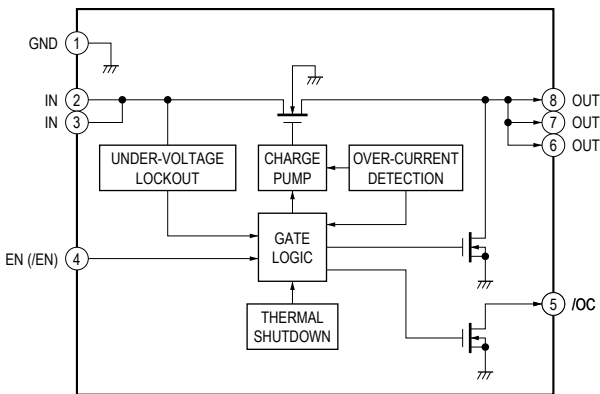 GND 1
IN 2
IN 3
8 OUT
7 OUT
6 OUT
UNDER-VOLTAGE
LOCKOUT
CHARGE
PUMP
OVER-CURRENT
DETECTION
EN (/EN) 4
GATE
LOGIC
5 /OC
THERMAL
SHUTDOWN